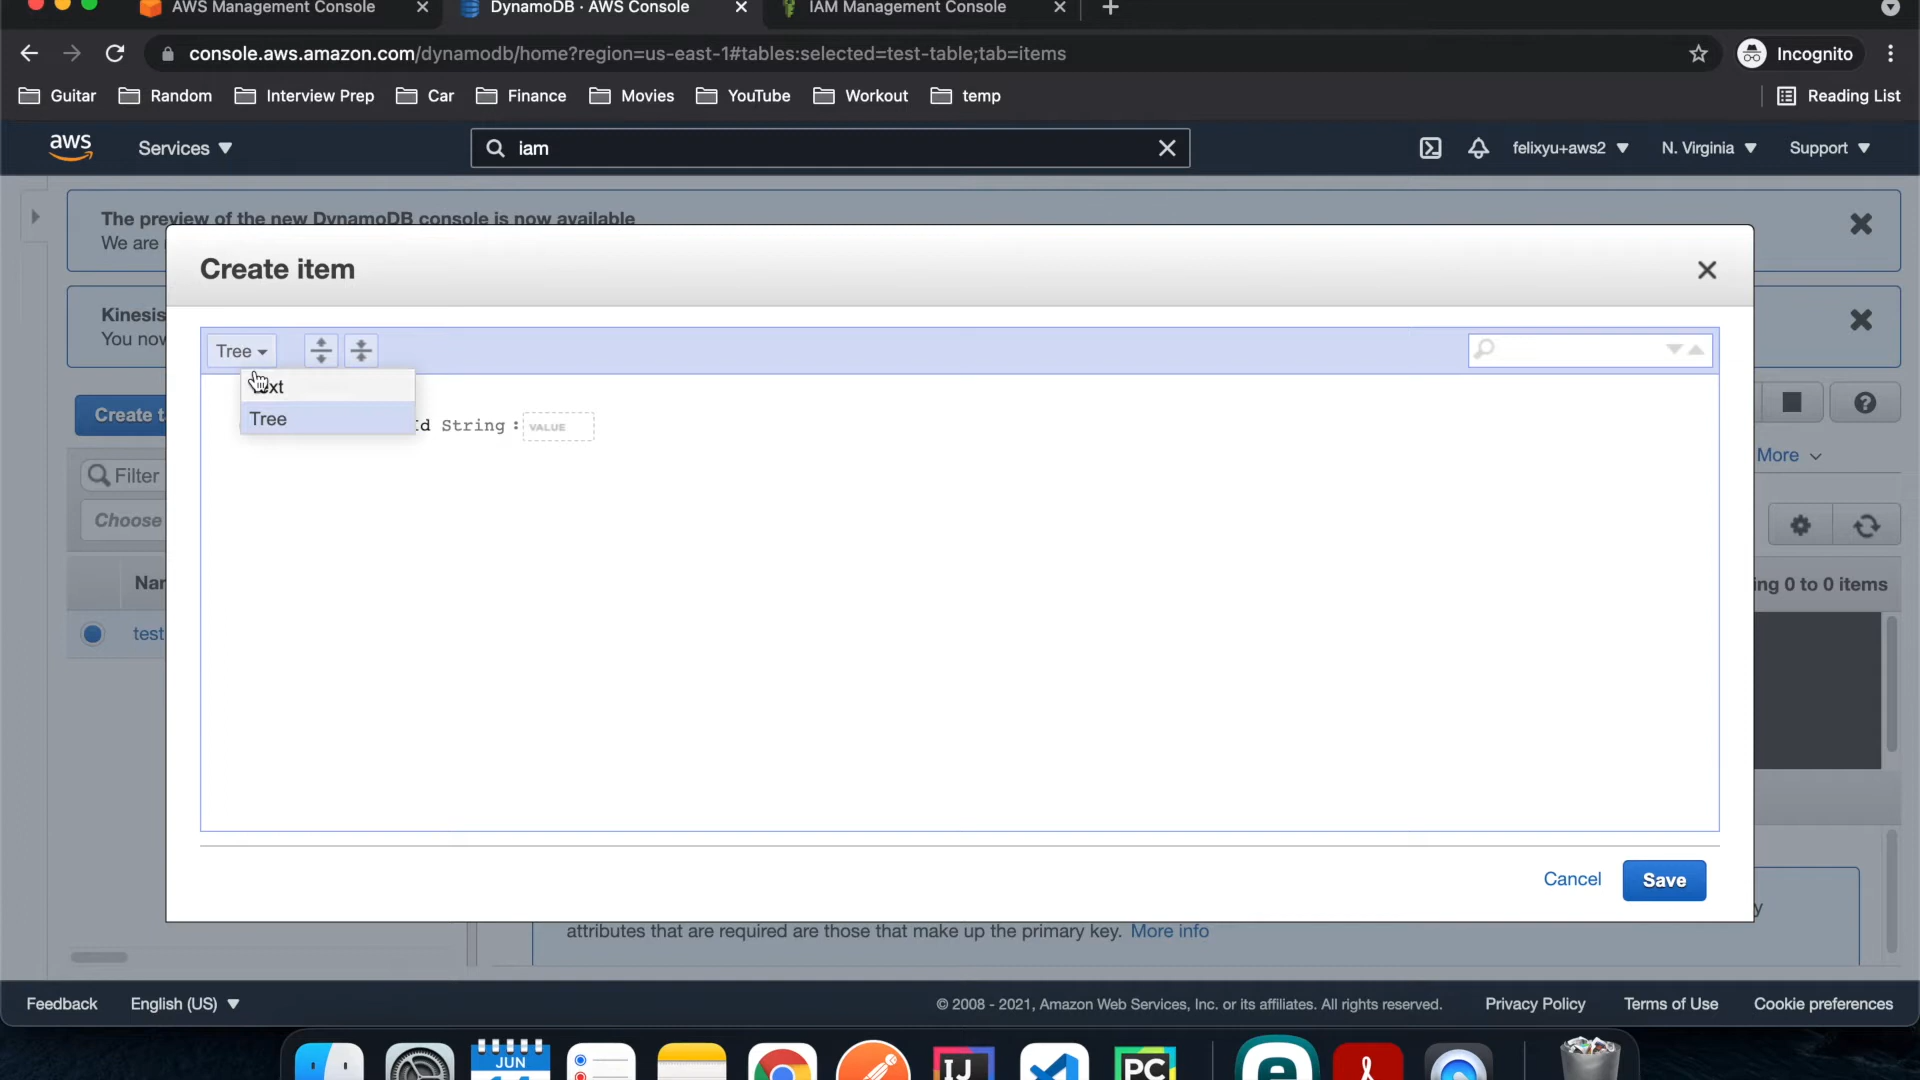 AWS Management Console
DynamoDB · AWS Console
IAM Management Console
console.aws.amazon.com/dynamodb/home?region=us-east-1#tables:selected=test-table;tab=items
Incognito
Guitar
Random
Interview Prep
Car
Finance
Movies
YouTube
Workout
temp
Reading List
aws
Services
iam
felixyu+aws2
N. Virginia
Support
The preview of the new DynamoDB console is now available
We are
Kinesis
You now
Create item
Tree
Text
Tree
String : VALUE
Create
More
Filter
Choose
ing 0 to 0 items
test
Cancel
Save
attributes that are required are those that make up the primary key. More info
Feedback
English (US)
© 2008 - 2021, Amazon Web Services, Inc. or its affiliates. All rights reserved.
Privacy Policy
Terms of Use
Cookie preferences
JUN
IJ
PC